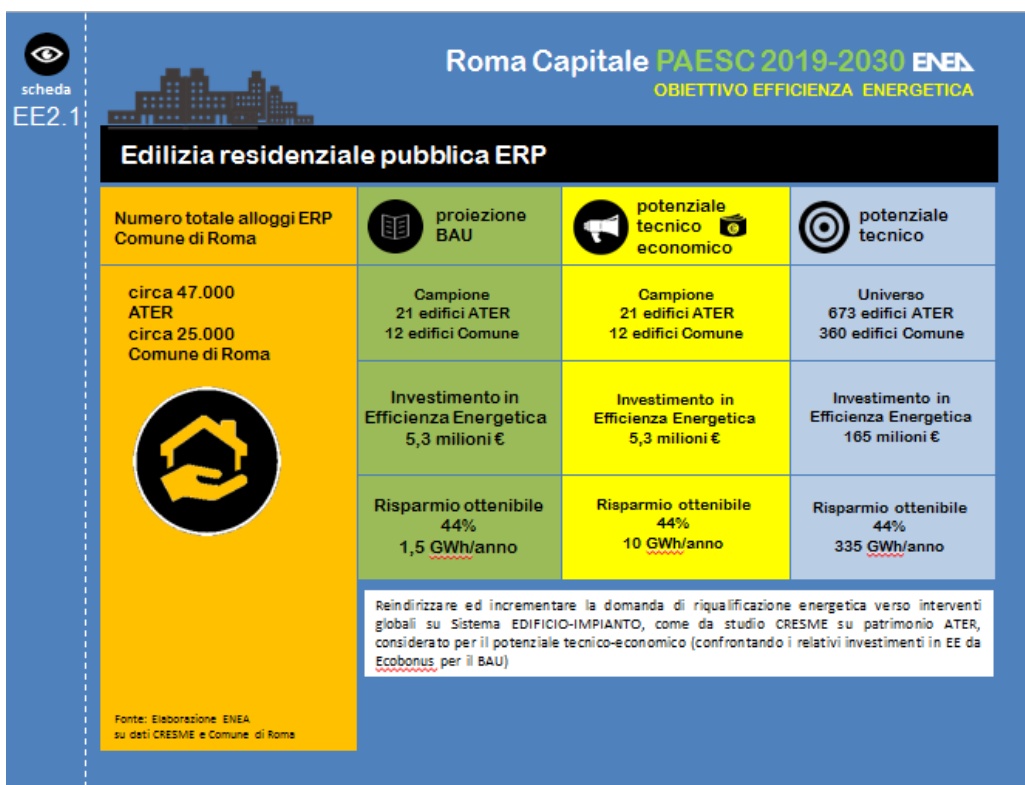 scheda
EE2.1
Roma Capitale PAESC 2019-2030 ENEA
OBIETTIVO EFFICIENZA ENERGETICA
Edilizia residenziale pubblica ERP
Numero totale alloggi ERP
Comune di Roma
proiezione
BAU
potenziale
tecnico
economico
potenziale
tecnico
circa 47.000
ATER
circa 25.000
Comune di Roma
Campione
21 edifici ATER
12 edifici Comune
Campione
21 edifici ATER
12 edifici Comune
Universo
673 edifici ATER
360 edifici Comune
Investimento in
Efficienza Energetica
5,3 milioni €
Investimento in
Efficienza Energetica
5,3 milioni €
Investimento in
Efficienza Energetica
165 milioni €
Risparmio ottenibile
44%
1,5 GWh/anno
Risparmio ottenibile
44%
10 GWh/anno
Risparmio ottenibile
44%
335 GWh/anno
Reindirizzare ed incrementare la domanda di riqualificazione energetica verso interventi
globali su Sistema EDIFICIO-IMPIANTO, come da studio CRESME su patrimonio ATER,
considerato per il potenziale tecnico-economico (confrontando i relativi investimenti in EE da
Ecobonus per il BAU)
Fonte: Elaborazione ENEA
su dati CRESME e Comune di Roma